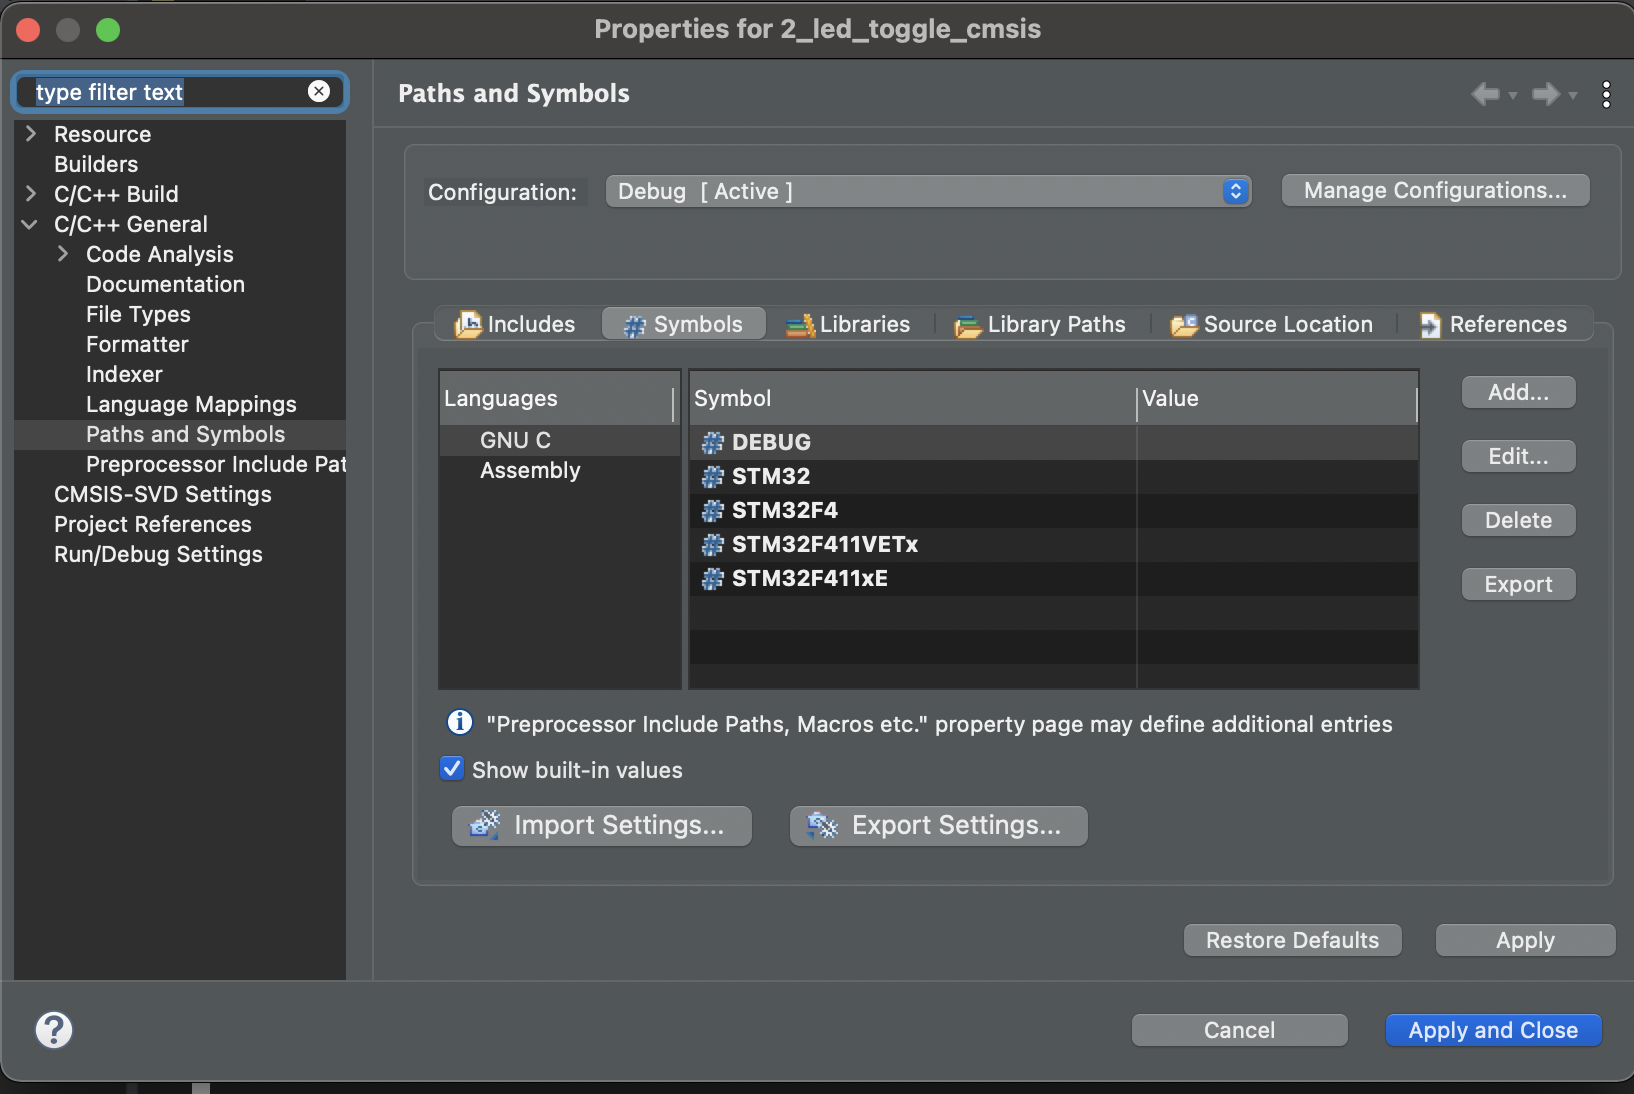 Properties for 2_led_toggle_cmsis
type filter text
Resource
Builders
C/C++ Build
C/C++ General
Code Analysis
Documentation
File Types
Formatter
Indexer
Language Mappings
Paths and Symbols
Preprocessor Include Pat
CMSIS-SVD Settings
Project References
Run/Debug Settings
Paths and Symbols
Configuration: Debug [ Active ] Manage Configurations...
Includes # Symbols Libraries Library Paths Source Location References
Languages
GNU C
Assembly
Symbol Value
# DEBUG
# STM32
# STM32F4
# STM32F411VETx
# STM32F411xE
Add...
Edit...
Delete
Export
"Preprocessor Include Paths, Macros etc." property page may define additional entries
Show built-in values
Import Settings... Export Settings...
Restore Defaults Apply
? Cancel Apply and Close